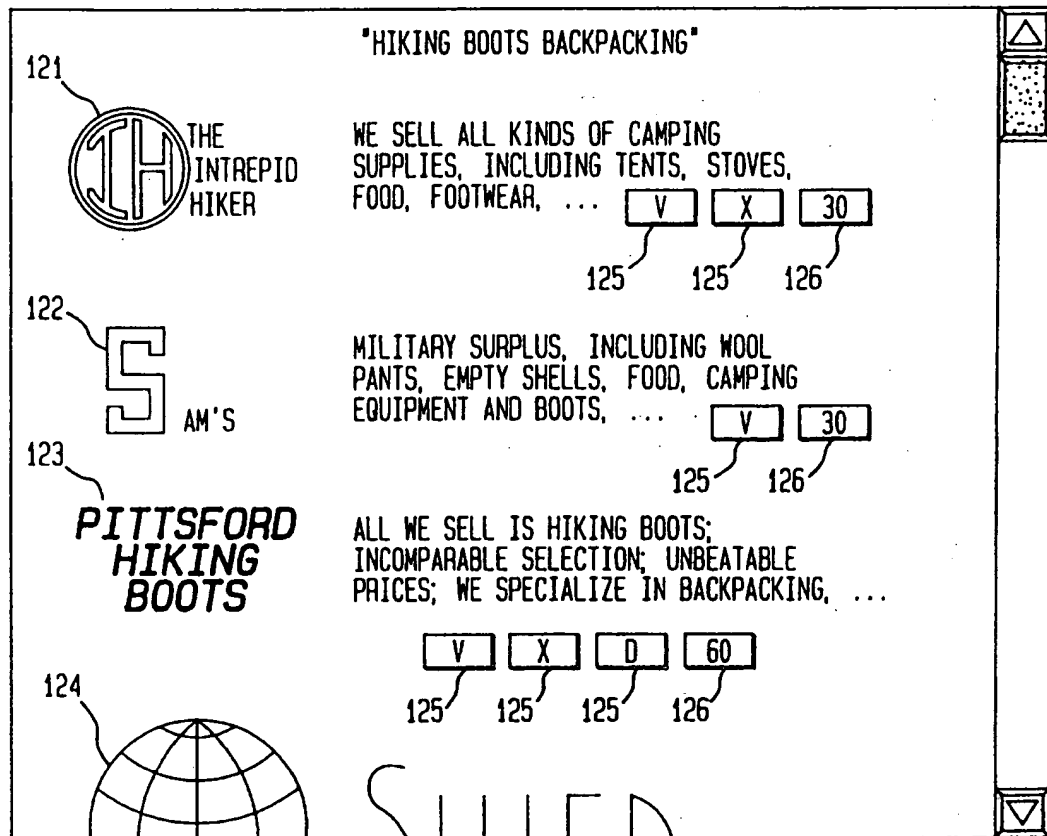 "HIKING BOOTS BACKPACKING"
121
IH THE
INTREPID
HIKER
WE SELL ALL KINDS OF CAMPING
SUPPLIES, INCLUDING TENTS, STOVES,
FOOD, FOOTWEAR, ... V X 30
125 125 126
122
SAM'S
MILITARY SURPLUS, INCLUDING WOOL
PANTS, EMPTY SHELLS, FOOD, CAMPING
EQUIPMENT AND BOOTS, ... V 30
125 126
123
PITTSFORD
HIKING
BOOTS
ALL WE SELL IS HIKING BOOTS;
INCOMPARABLE SELECTION; UNBEATABLE
PRICES; WE SPECIALIZE IN BACKPACKING, ...
V X D 60
125 125 125 126
124